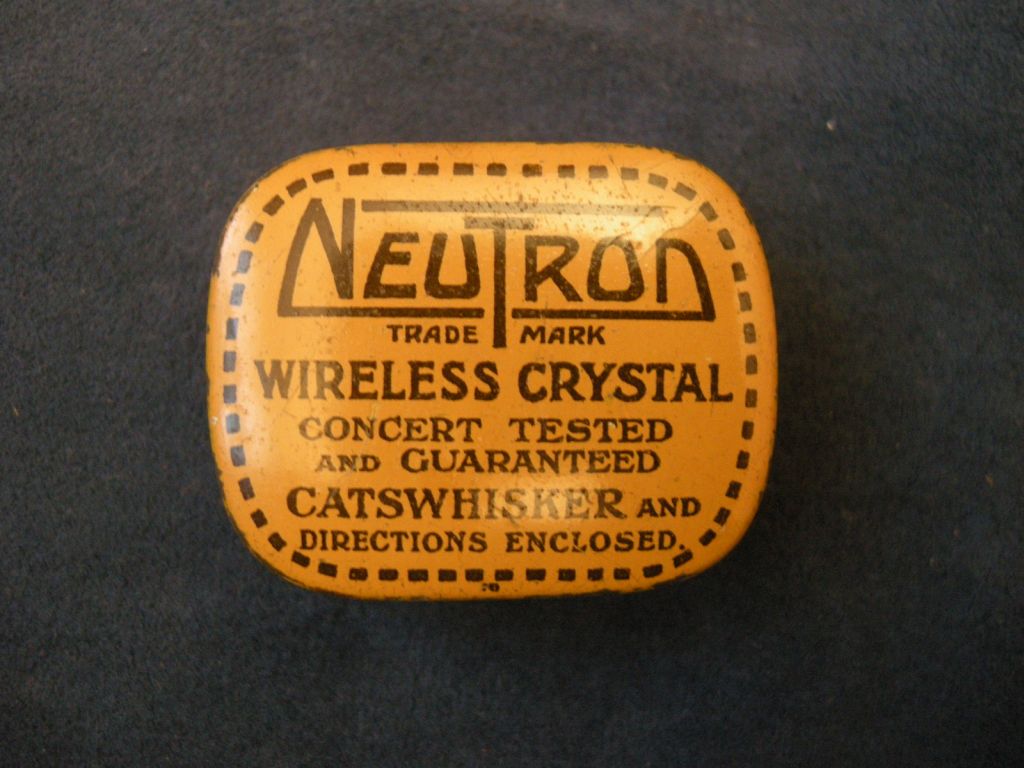 NEUTRON
TRADE MARK
WIRELESS CRYSTAL
CONCERT TESTED
AND GUARANTEED
CATSWHISKER AND
DIRECTIONS ENCLOSED.